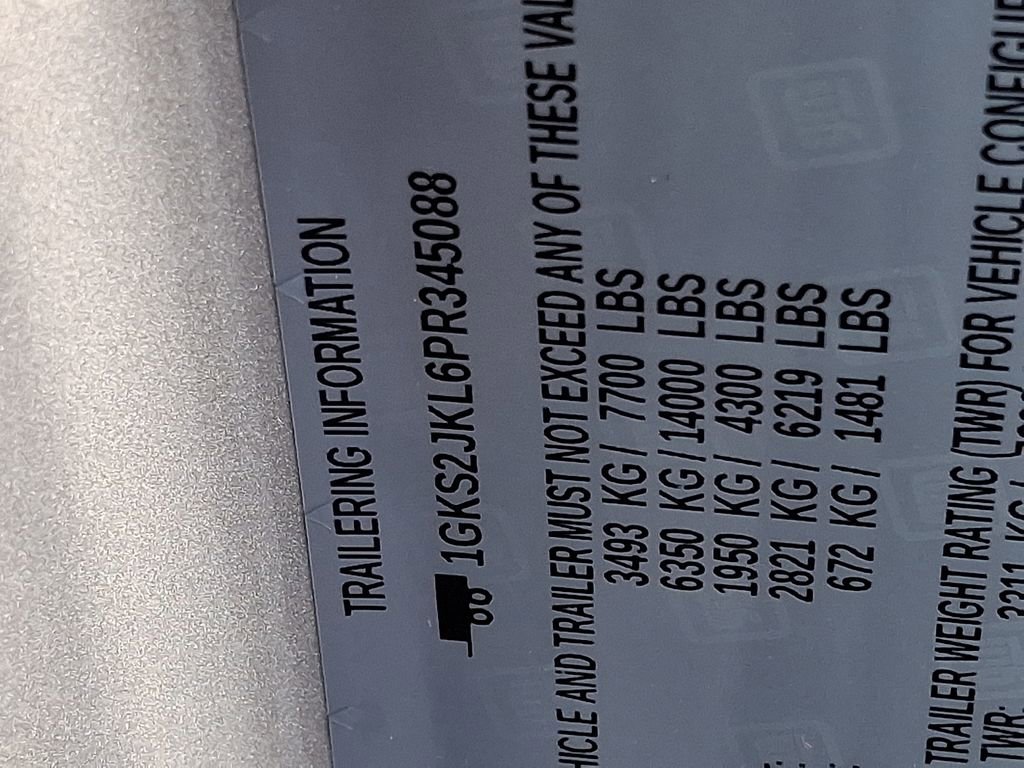 TRAILERING INFORMATION
1GKS2JKL6PR345088
HICLE AND TRAILER MUST NOT EXCEED ANY OF THESE VAL
3493 KG / 7700 LBS
6350 KG / 14000 LBS
1950 KG / 4300 LBS
2821 KG / 6219 LBS
672 KG / 1481 LBS
TRAILER WEIGHT RATING (TWR) FOR VEHICLE CONFIGU
TWR: 3311 KG /